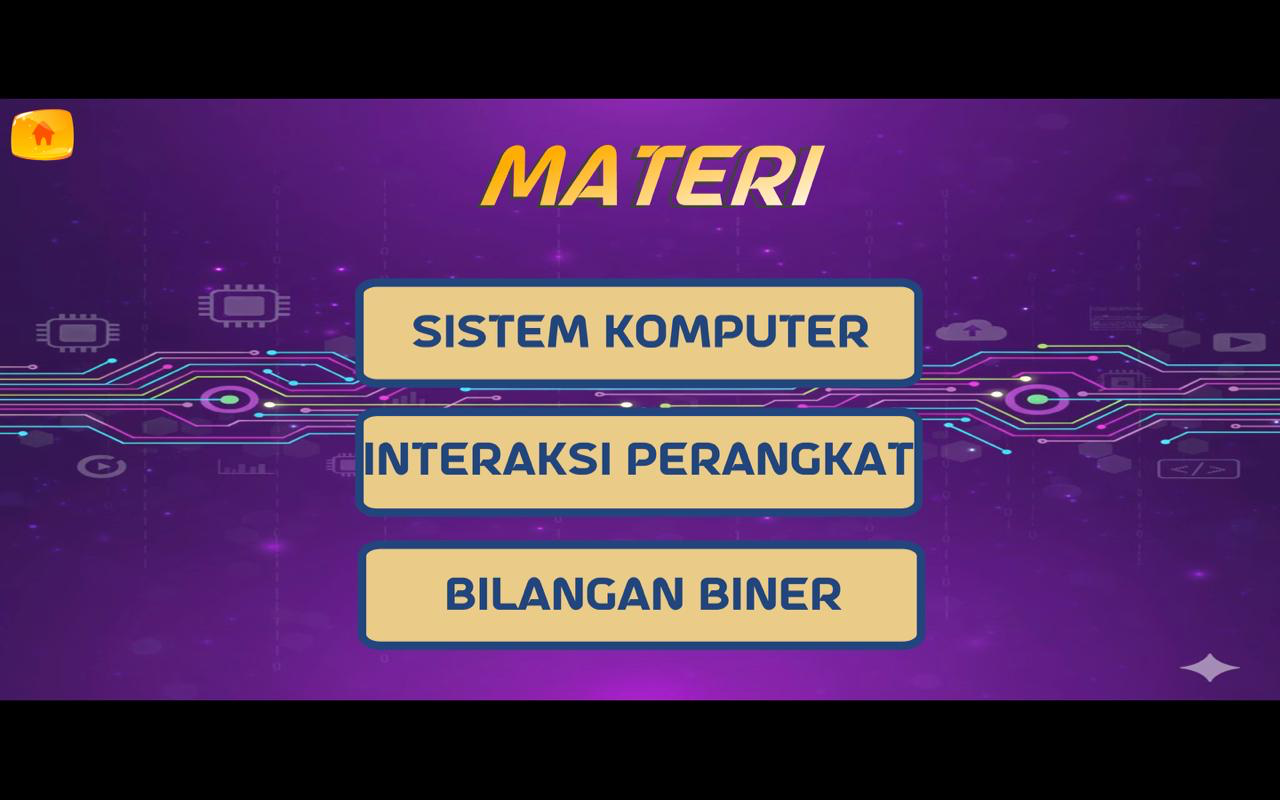 MATERI
SISTEM KOMPUTER
INTERAKSI PERANGKAT
BILANGAN BINER
</>